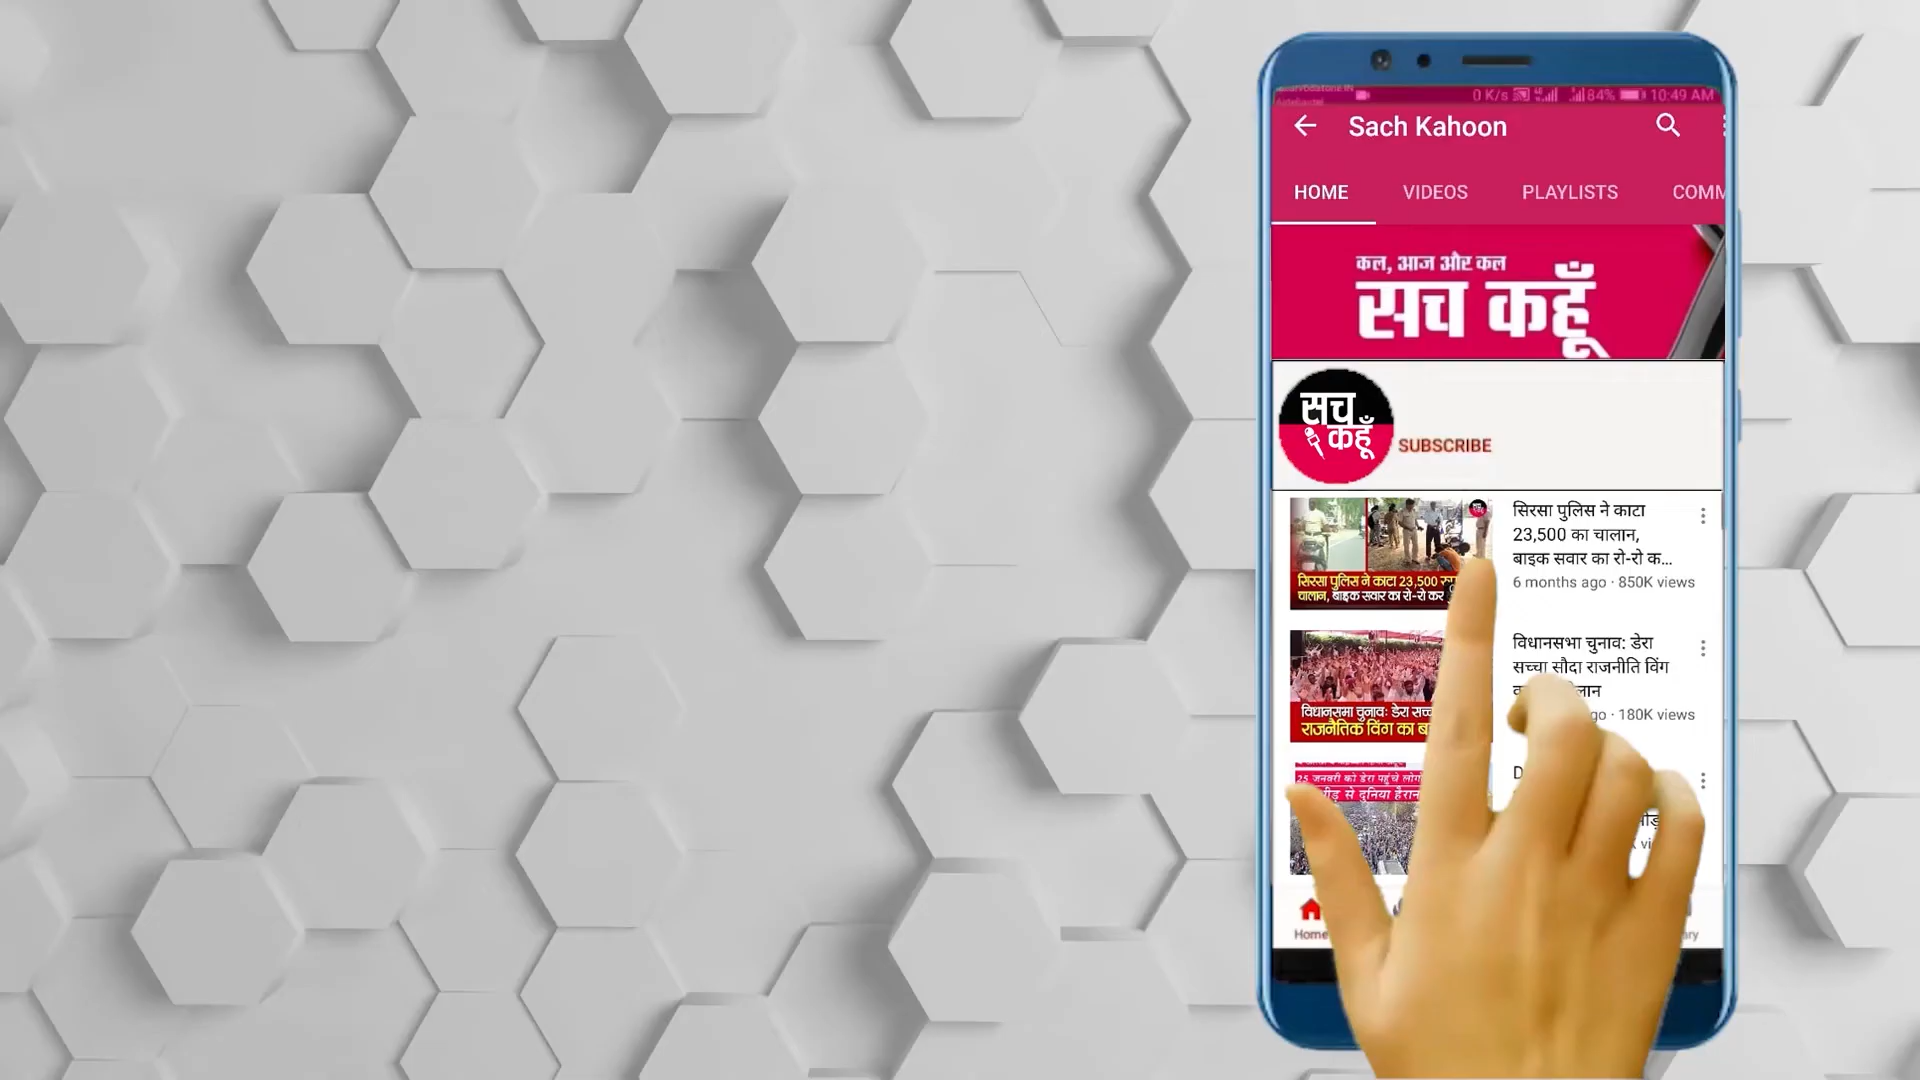 0 K/s 84% 10:49 AM
Sach Kahoon
HOME VIDEOS PLAYLISTS COMM
कल, आज और कल
सच कहूँ
सच
कहूँ
SUBSCRIBE
सिरसा पुलिस ने काटा 23,500
चालान, बाइक सवार का रो-रो कर
सिरसा पुलिस ने काटा
23,500 का चालान,
बाइक सवार का रो-रो क...
6 months ago · 850K views
विधानसभा चुनाव: डेरा
राजनैतिक विंग का
विधानसभा चुनाव: डेरा
सच्चा सौदा राजनीति विंग
go · 180K views
25 जनवरी को डेरा पहुंचे
से दुनिया हैरान
Home